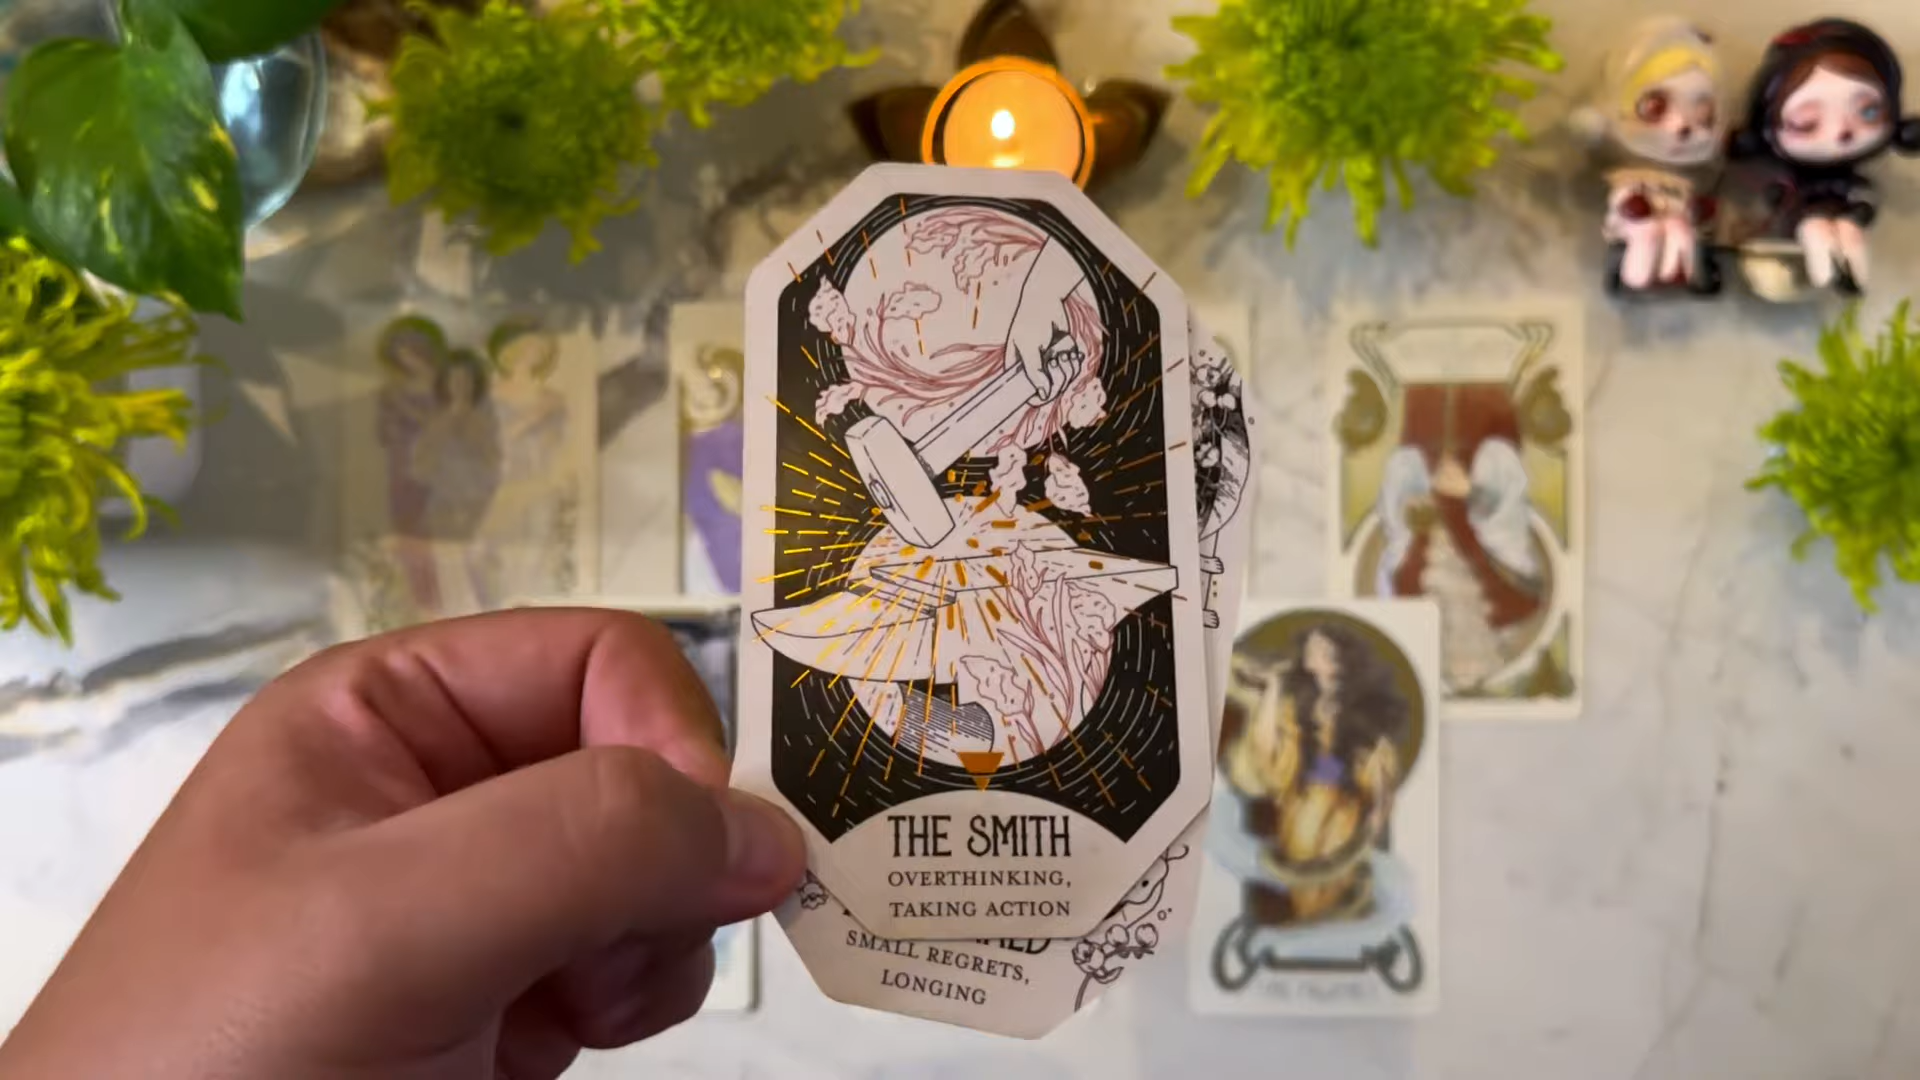 THE SMITH
OVERTHINKING,
TAKING ACTION
SMALL REGRETS,
LONGING